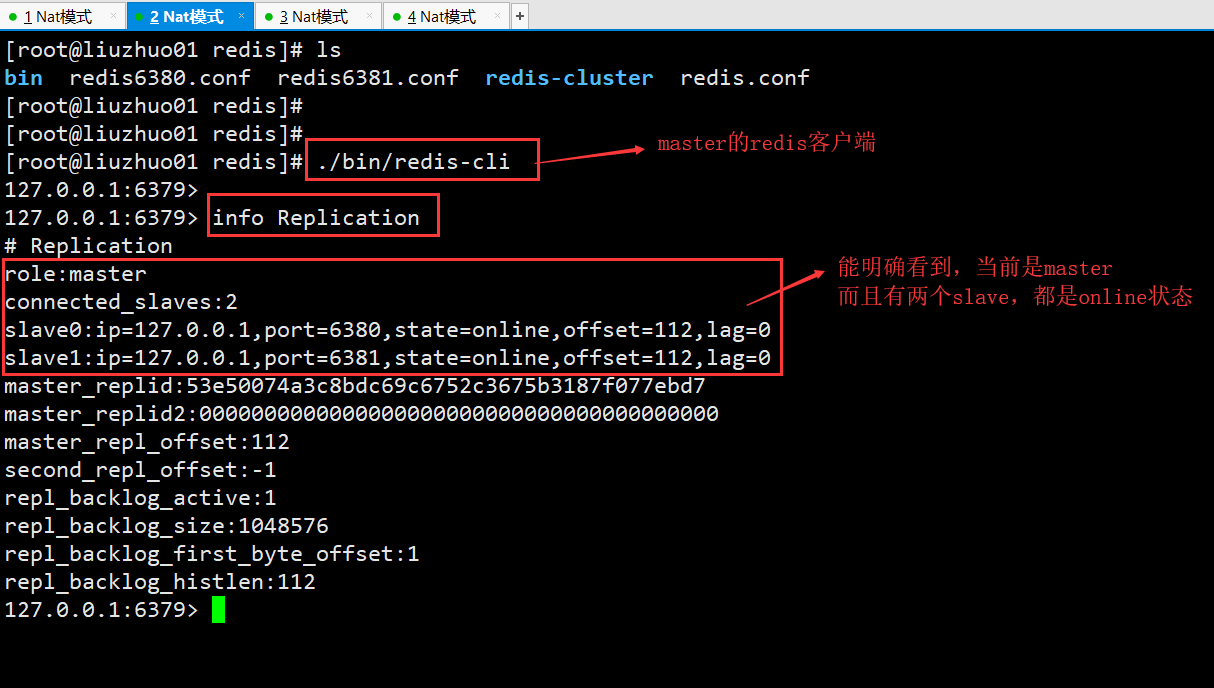 1 Nat模式 × 2 Nat模式 × 3 Nat模式 × 4 Nat模式 × +
[root@liuzhuo01 redis]# ls
bin redis6380.conf redis6381.conf redis-cluster redis.conf
[root@liuzhuo01 redis]#
[root@liuzhuo01 redis]#
[root@liuzhuo01 redis]# ./bin/redis-cli
master的redis客户端
127.0.0.1:6379>
127.0.0.1:6379> info Replication
# Replication
role:master
能明确看到，当前是master
而且有两个slave，都是online状态
connected_slaves:2
slave0:ip=127.0.0.1,port=6380,state=online,offset=112,lag=0
slave1:ip=127.0.0.1,port=6381,state=online,offset=112,lag=0
master_replid:53e50074a3c8bdc69c6752c3675b3187f077ebd7
master_replid2:0000000000000000000000000000000000000000
master_repl_offset:112
second_repl_offset:-1
repl_backlog_active:1
repl_backlog_size:1048576
repl_backlog_first_byte_offset:1
repl_backlog_histlen:112
127.0.0.1:6379>